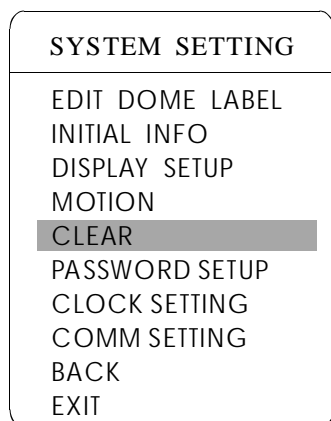 SYSTEM SETTING
EDIT DOME LABEL
INITIAL INFO
DISPLAY SETUP
MOTION
CLEAR
PASSWORD SETUP
CLOCK SETTING
COMM SETTING
BACK
EXIT